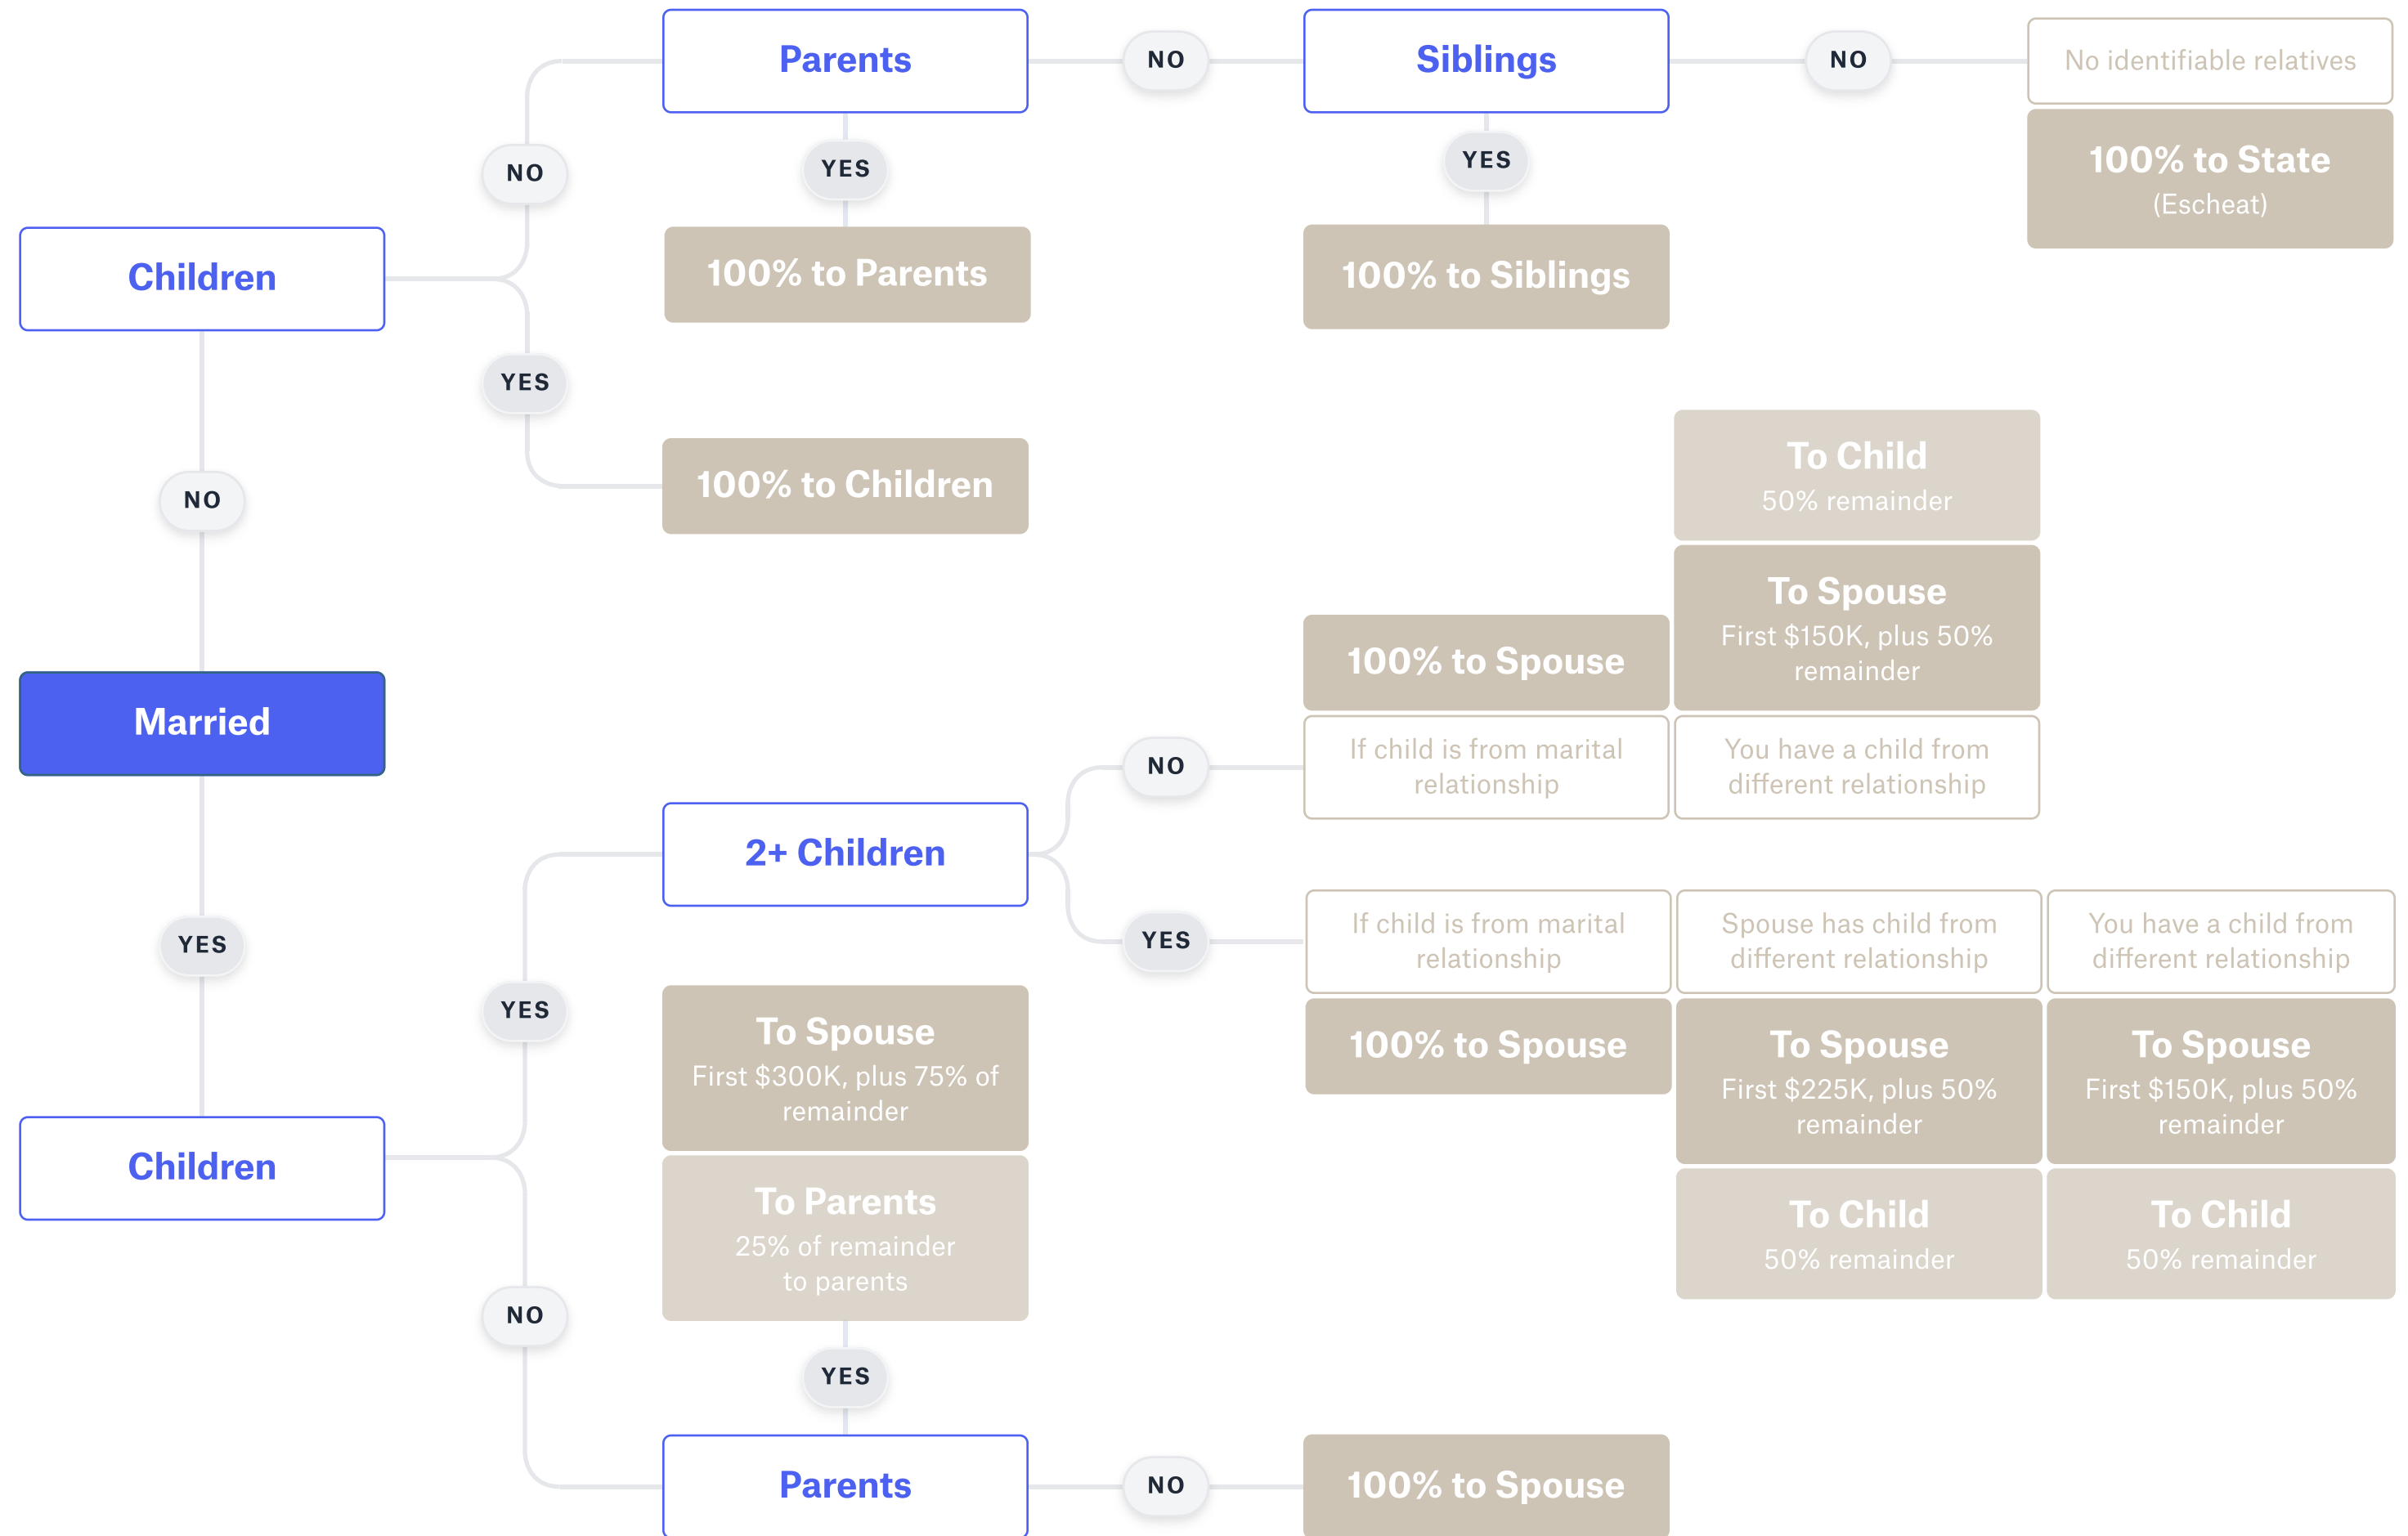 Parents
NO
Siblings
NO
No identifiable relatives
100% to State
(Escheat)
YES
YES
NO
Children
100% to Parents
100% to Siblings
YES
100% to Children
NO
To Child
50% remainder
To Spouse
First $150K, plus 50%
remainder
100% to Spouse
Married
NO
If child is from marital
relationship
You have a child from
different relationship
2+ Children
YES
YES
If child is from marital
relationship
Spouse has child from
different relationship
You have a child from
different relationship
100% to Spouse
To Spouse
First $225K, plus 50%
remainder
To Spouse
First $150K, plus 50%
remainder
YES
To Spouse
First $300K, plus 75% of
remainder
Children
To Parents
25% of remainder
to parents
To Child
50% remainder
To Child
50% remainder
NO
YES
Parents
NO
100% to Spouse